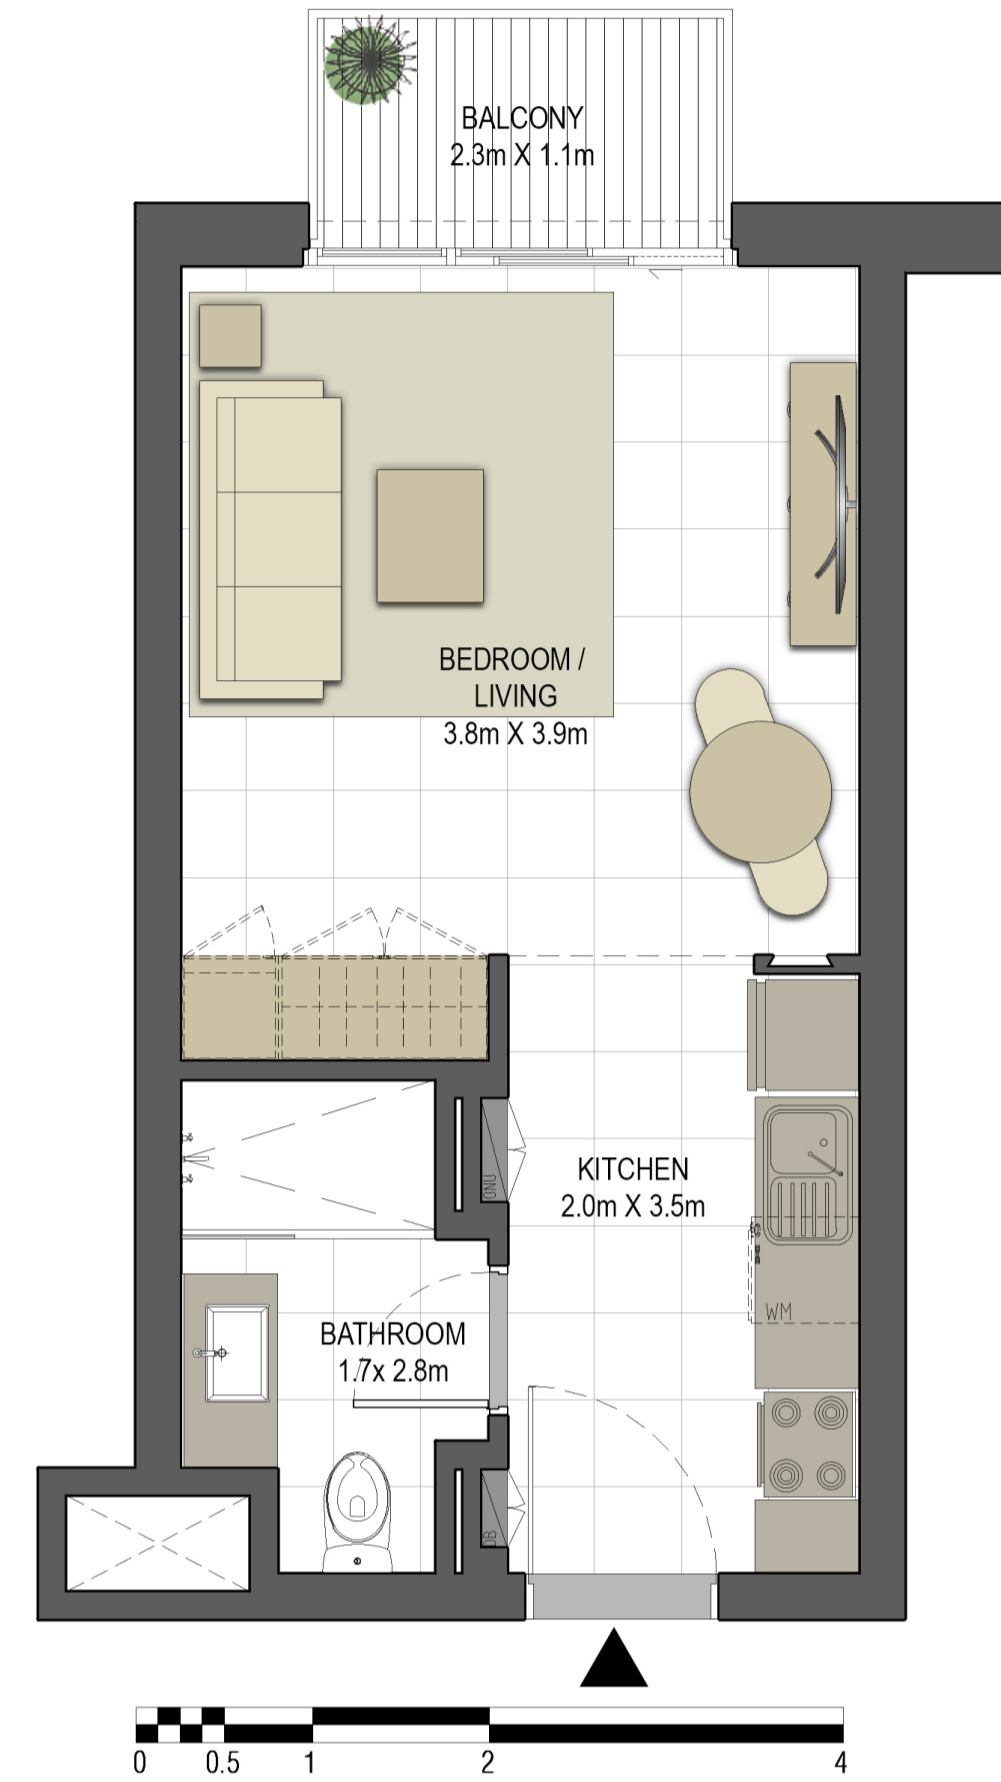 BALCONY
2.3m X 1.1m
BEDROOM /
LIVING
3.8m X 3.9m
KITCHEN
2.0m X 3.5m
ONU
WM
BATHROOM
1.7x 2.8m
DB
0 0.5 1 2 4